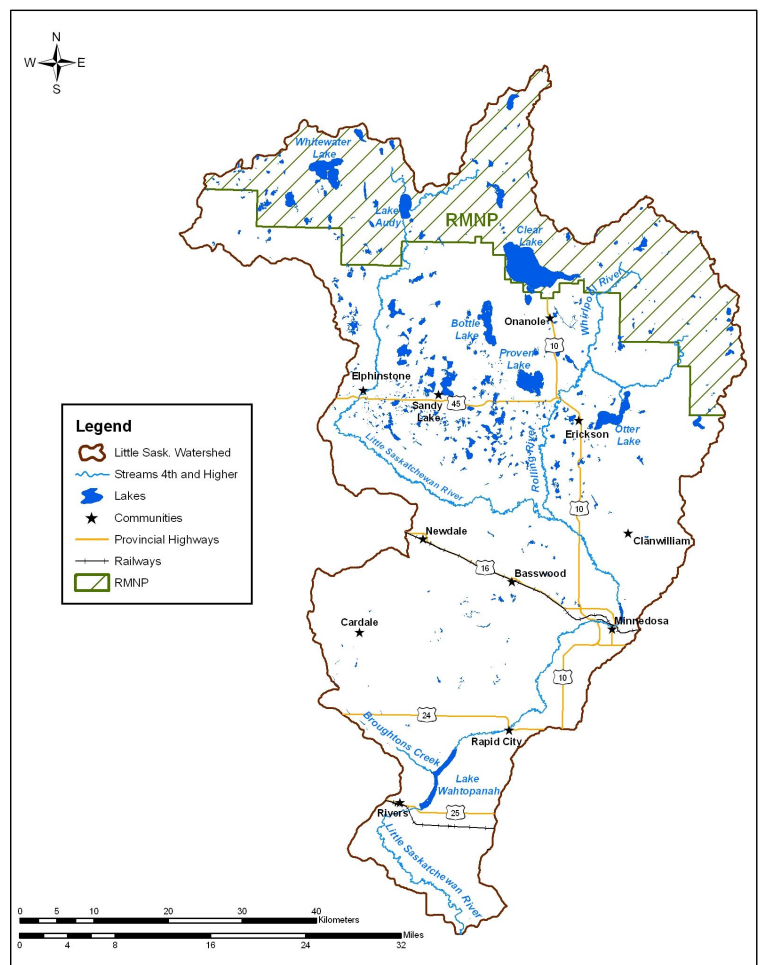 N
W
E
S
Whitewater
Lake
Lake
Audy
RMNP
Clear
Lake
Whirlpool River
Onanole
Bottle
Lake
10
Proven
Lake
Elphinstone
Sandy
Lake
45
Otter
Lake
Erickson
Rolling River
Little Saskatchewan River
10
Legend
Little Sask. Watershed
Streams 4th and Higher
Lakes
Communities
Provincial Highways
Railways
RMNP
Newdale
Clanwilliam
16
Basswood
Cardale
Minnedosa
10
24
Broughtons Creek
Rapid City
Lake
Wahtopanah
Rivers
25
Little Saskatchewan River
0 5 10 20 30 40
Kilometers
Miles
0 4 8 16 24 32